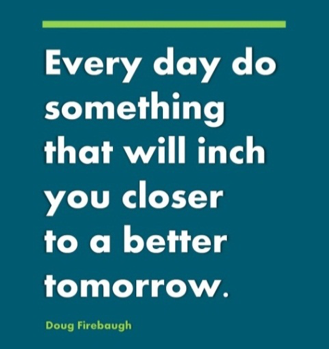 Every day do
something
that will inch
you closer
to a better
tomorrow.
Doug Firebaugh